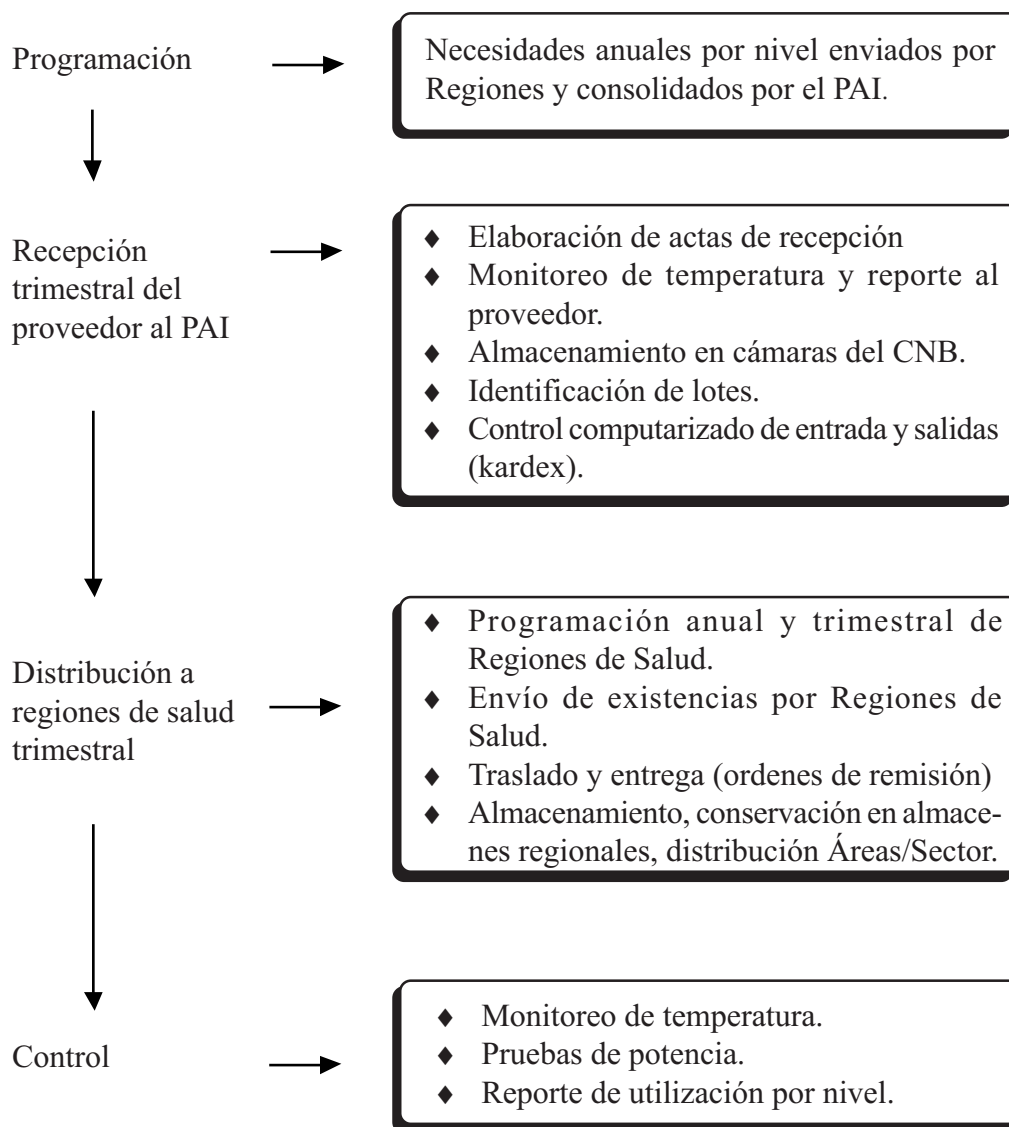 Programación
Necesidades anuales por nivel enviados por
Regiones y consolidados por el PAI.
Recepción
trimestral del
proveedor al PAI
♦ Elaboración de actas de recepción
♦ Monitoreo de temperatura y reporte al
proveedor.
♦ Almacenamiento en cámaras del CNB.
♦ Identificación de lotes.
♦ Control computarizado de entrada y salidas
(kardex).
Distribución a
regiones de salud
trimestral
♦ Programación anual y trimestral de
Regiones de Salud.
♦ Envío de existencias por Regiones de
Salud.
♦ Traslado y entrega (ordenes de remisión)
♦ Almacenamiento, conservación en almace-
nes regionales, distribución Áreas/Sector.
Control
♦ Monitoreo de temperatura.
♦ Pruebas de potencia.
♦ Reporte de utilización por nivel.